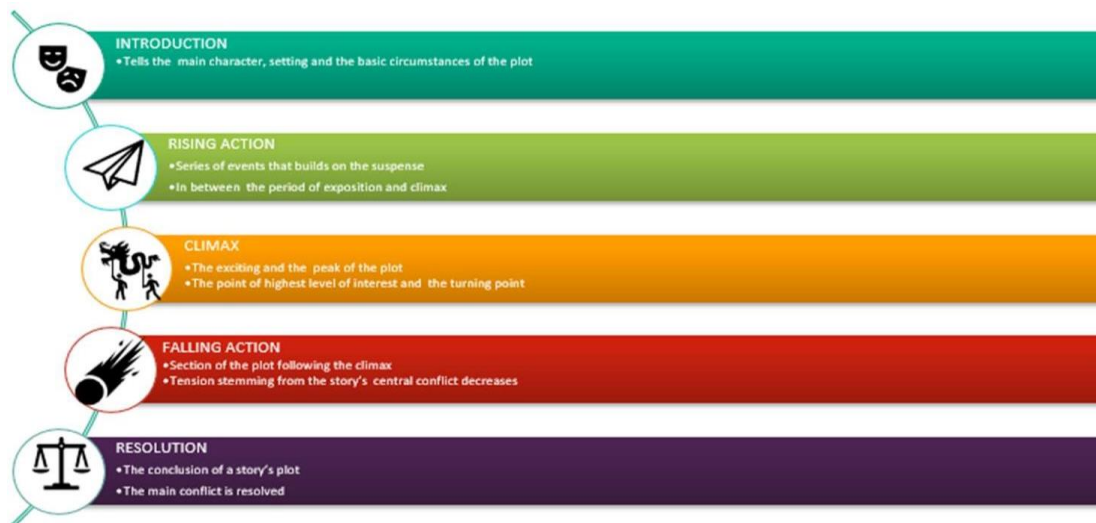 INTRODUCTION
•Tells the main character, setting and the basic circumstances of the plot
RISING ACTION
•Series of events that builds on the suspense
•In between the period of exposition and climax
CLIMAX
•The exciting and the peak of the plot
•The point of highest level of interest and the turning point
FALLING ACTION
•Section of the plot following the climax
•Tension stemming from the story's central conflict decreases
RESOLUTION
•The conclusion of a story's plot
•The main conflict is resolved